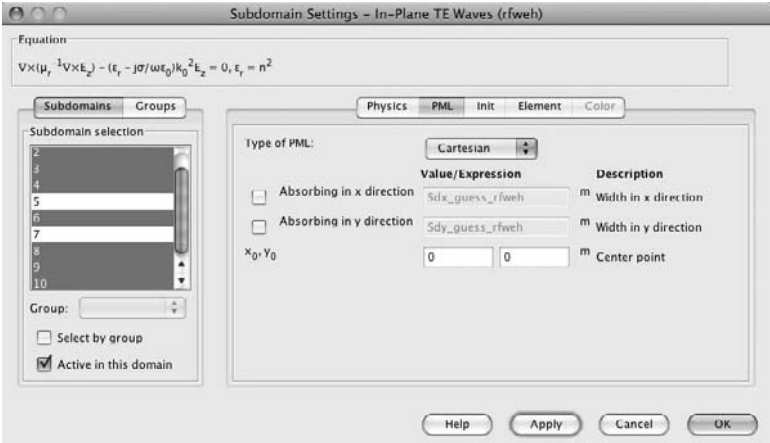 Subdomain Settings – In-Plane TE Waves (rfweh)
Equation
∇×(μr⁻¹∇×Ez) – (εr – jσ/ωε0)k0²Ez = 0, εr = n²
Subdomains Groups
Subdomain selection
2
3
4
5
6
7
8
9
10
Group:
Select by group
Active in this domain
Physics PML Init Element Color
Type of PML: Cartesian
Value/Expression Description
Absorbing in x direction Sdx_guess_rfweh m Width in x direction
Absorbing in y direction Sdy_guess_rfweh m Width in y direction
x0, y0 0 0 m Center point
Help Apply Cancel OK